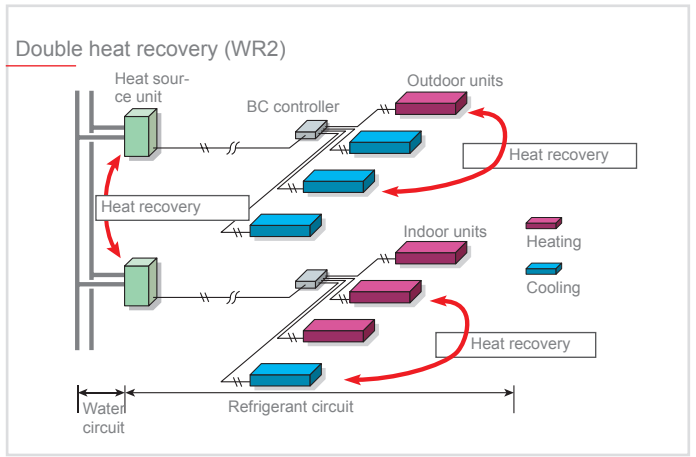 Double heat recovery (WR2)
Heat sour-
ce unit
BC controller
Outdoor units
Heat recovery
Heat recovery
Indoor units
Heating
Cooling
Heat recovery
Water
circuit
Refrigerant circuit